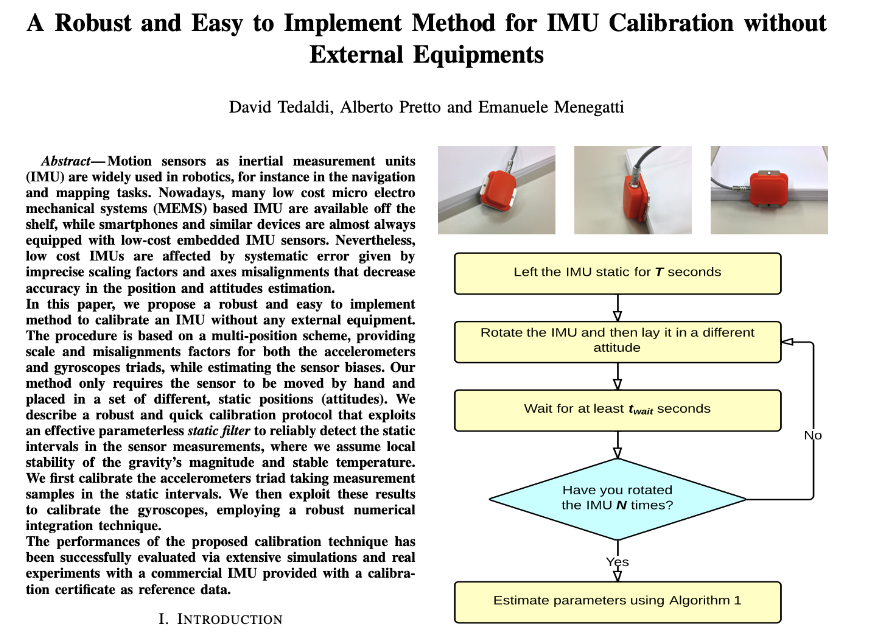 A Robust and Easy to Implement Method for IMU Calibration without
External Equipments
David Tedaldi, Alberto Pretto and Emanuele Menegatti
Abstract—Motion sensors as inertial measurement units
(IMU) are widely used in robotics, for instance in the navigation
and mapping tasks. Nowadays, many low cost micro electro
mechanical systems (MEMS) based IMU are available off the
shelf, while smartphones and similar devices are almost always
equipped with low-cost embedded IMU sensors. Nevertheless,
low cost IMUs are affected by systematic error given by
imprecise scaling factors and axes misalignments that decrease
accuracy in the position and attitudes estimation.
In this paper, we propose a robust and easy to implement
method to calibrate an IMU without any external equipment.
The procedure is based on a multi-position scheme, providing
scale and misalignments factors for both the accelerometers
and gyroscopes triads, while estimating the sensor biases. Our
method only requires the sensor to be moved by hand and
placed in a set of different, static positions (attitudes). We
describe a robust and quick calibration protocol that exploits
an effective parameterless static filter to reliably detect the static
intervals in the sensor measurements, where we assume local
stability of the gravity's magnitude and stable temperature.
We first calibrate the accelerometers triad taking measurement
samples in the static intervals. We then exploit these results
to calibrate the gyroscopes, employing a robust numerical
integration technique.
The performances of the proposed calibration technique has
been successfully evaluated via extensive simulations and real
experiments with a commercial IMU provided with a calibra-
tion certificate as reference data.
I. INTRODUCTION
Left the IMU static for T seconds
Rotate the IMU and then lay it in a different
attitude
Wait for at least twait seconds
Have you rotated
the IMU N times?
No
Yes
Estimate parameters using Algorithm 1